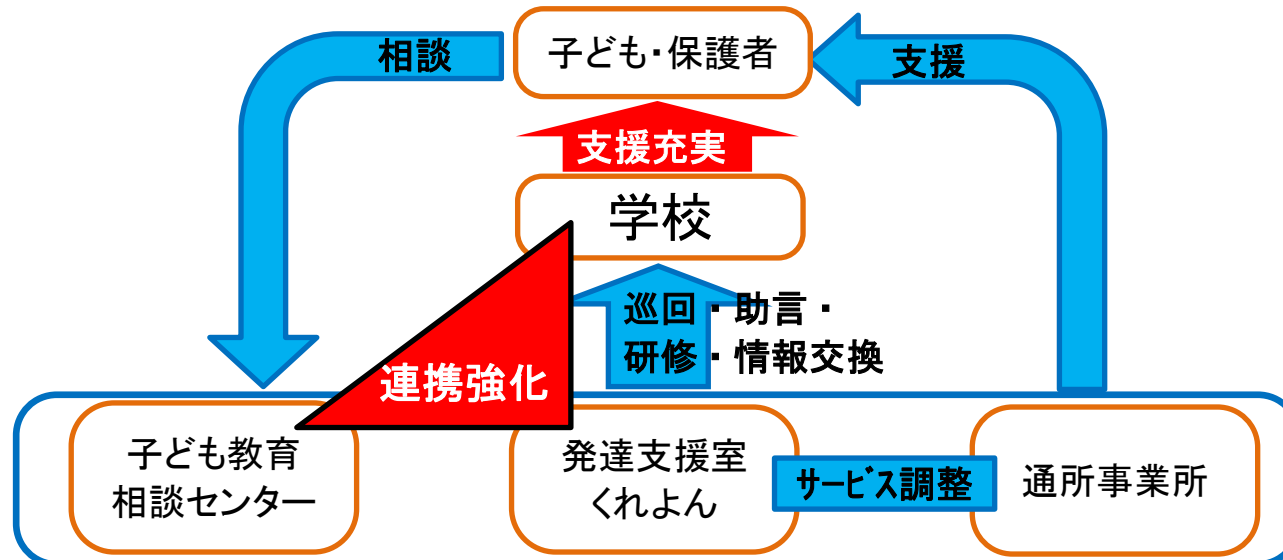 相談
子ども・保護者
支援
支援充実
学校
巡回・助言・
研修・情報交換
連携強化
子ども教育
相談センター
発達支援室
くれよん
サービス調整
通所事業所